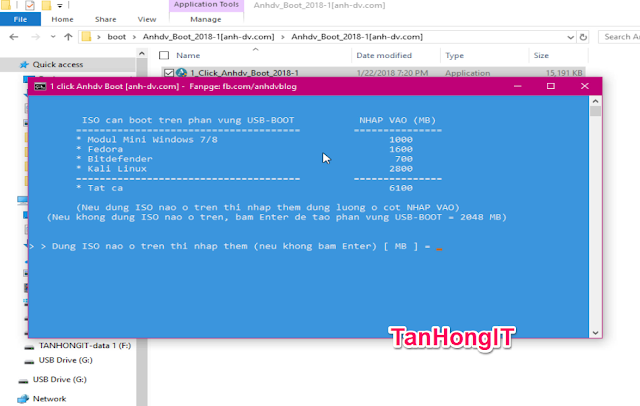 Application Tools
Anhdv_Boot_2018-1[anh-dv.com]
File
Home
Share
View
Manage
boot > Anhdv_Boot_2018-1[anh-dv.com] > Anhdv_Boot_2018-1[anh-dv.com]
Search An
Name
Date modified
Type
Size
Quick access
1_Click_Anhdv_Boot_2018-1
1/22/2018 7:20 PM
Application
15,191 KB
1 click Anhdv Boot [anh-dv.com] - Fanpge: fb.com/anhdvblog
ISO can boot tren phan vung USB-BOOT NHAP VAO (MB)
* Modul Mini Windows 7/8 1000
* Fedora 1600
* Bitdefender 700
* Kali Linux 2800
* Tat ca 6100
(Neu dung ISO nao o tren thi nhap them dung luong o cot NHAP VAO)
(Neu khong dung ISO nao o tren, bam Enter de tao phan vung USB-BOOT = 2048 MB)
> > Dung ISO nao o tren thi nhap them (neu khong bam Enter) [ MB ] = _
TanHongIT
TANHONGIT-data 1 (F:)
USB Drive (G:)
USB Drive (G:)
Network